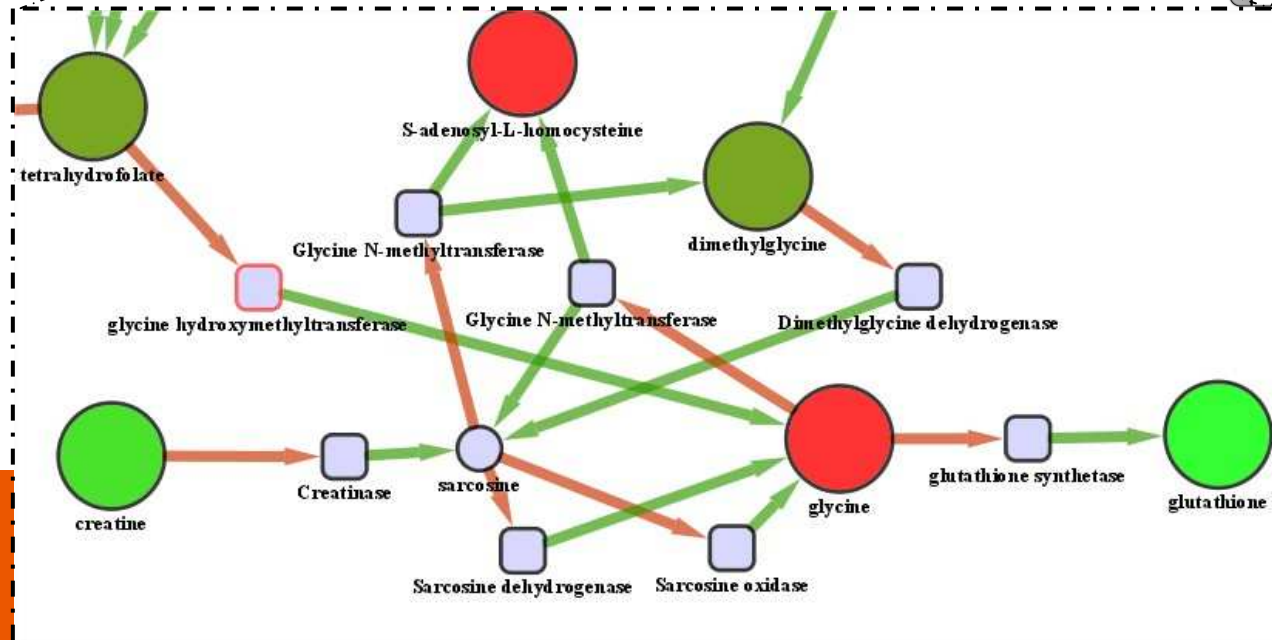 S-adenosyl-L-homocysteine
tetrahydrofolate
dimethylglycine
Glycine N-methyltransferase
glycine hydroxymethyltransferase
Glycine N-methyltransferase
Dimethylglycine dehydrogenase
Creatinase
sarcosine
glycine
glutathione synthetase
glutathione
creatine
Sarcosine dehydrogenase
Sarcosine oxidase